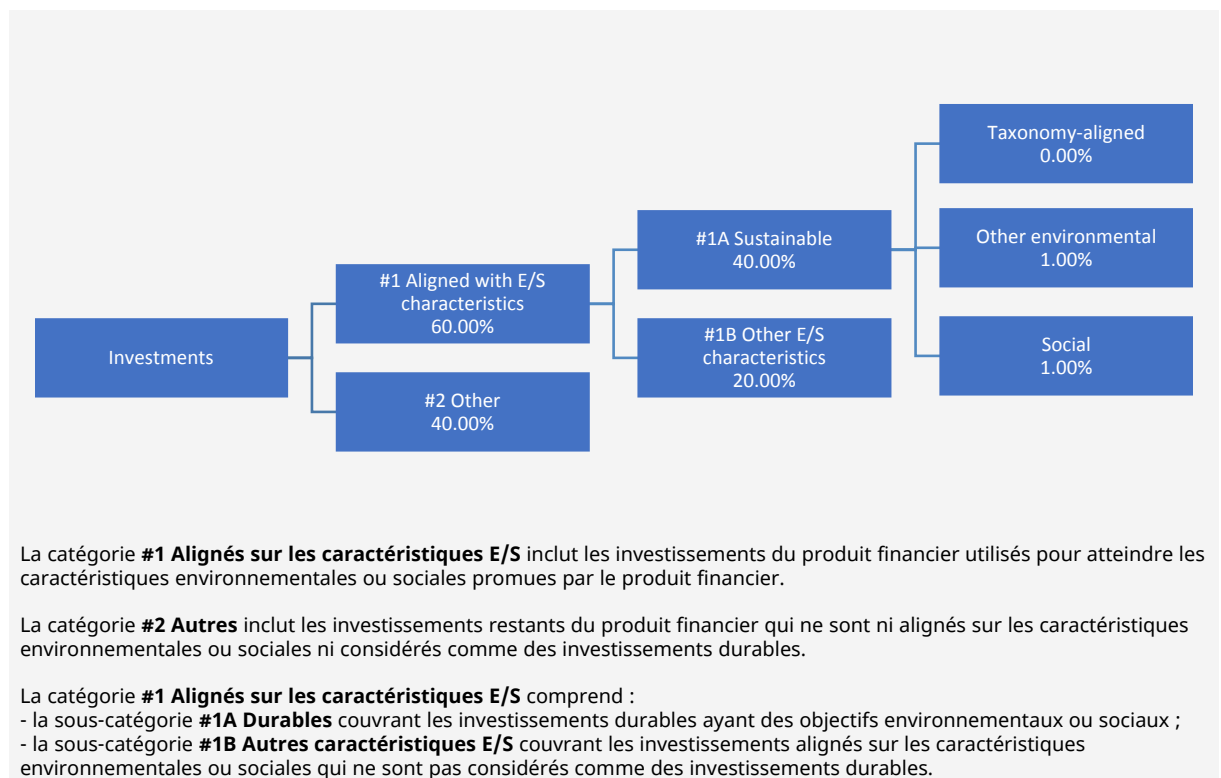 Investments
#1 Aligned with E/S
characteristics
60.00%
#2 Other
40.00%
#1A Sustainable
40.00%
#1B Other E/S
characteristics
20.00%
Taxonomy-aligned
0.00%
Other environmental
1.00%
Social
1.00%
La catégorie #1 Alignés sur les caractéristiques E/S inclut les investissements du produit financier utilisés pour atteindre les
caractéristiques environnementales ou sociales promues par le produit financier.
La catégorie #2 Autres inclut les investissements restants du produit financier qui ne sont ni alignés sur les caractéristiques
environnementales ou sociales ni considérés comme des investissements durables.
La catégorie #1 Alignés sur les caractéristiques E/S comprend :
- la sous-catégorie #1A Durables couvrant les investissements durables ayant des objectifs environnementaux ou sociaux ;
- la sous-catégorie #1B Autres caractéristiques E/S couvrant les investissements alignés sur les caractéristiques
environnementales ou sociales qui ne sont pas considérés comme des investissements durables.